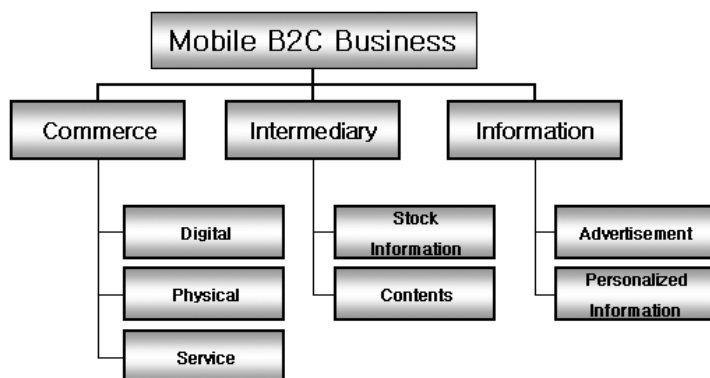 Mobile B2C Business
Commerce
Intermediary
Information
Digital
Physical
Service
Stock
Information
Contents
Advertisement
Personalized
Information